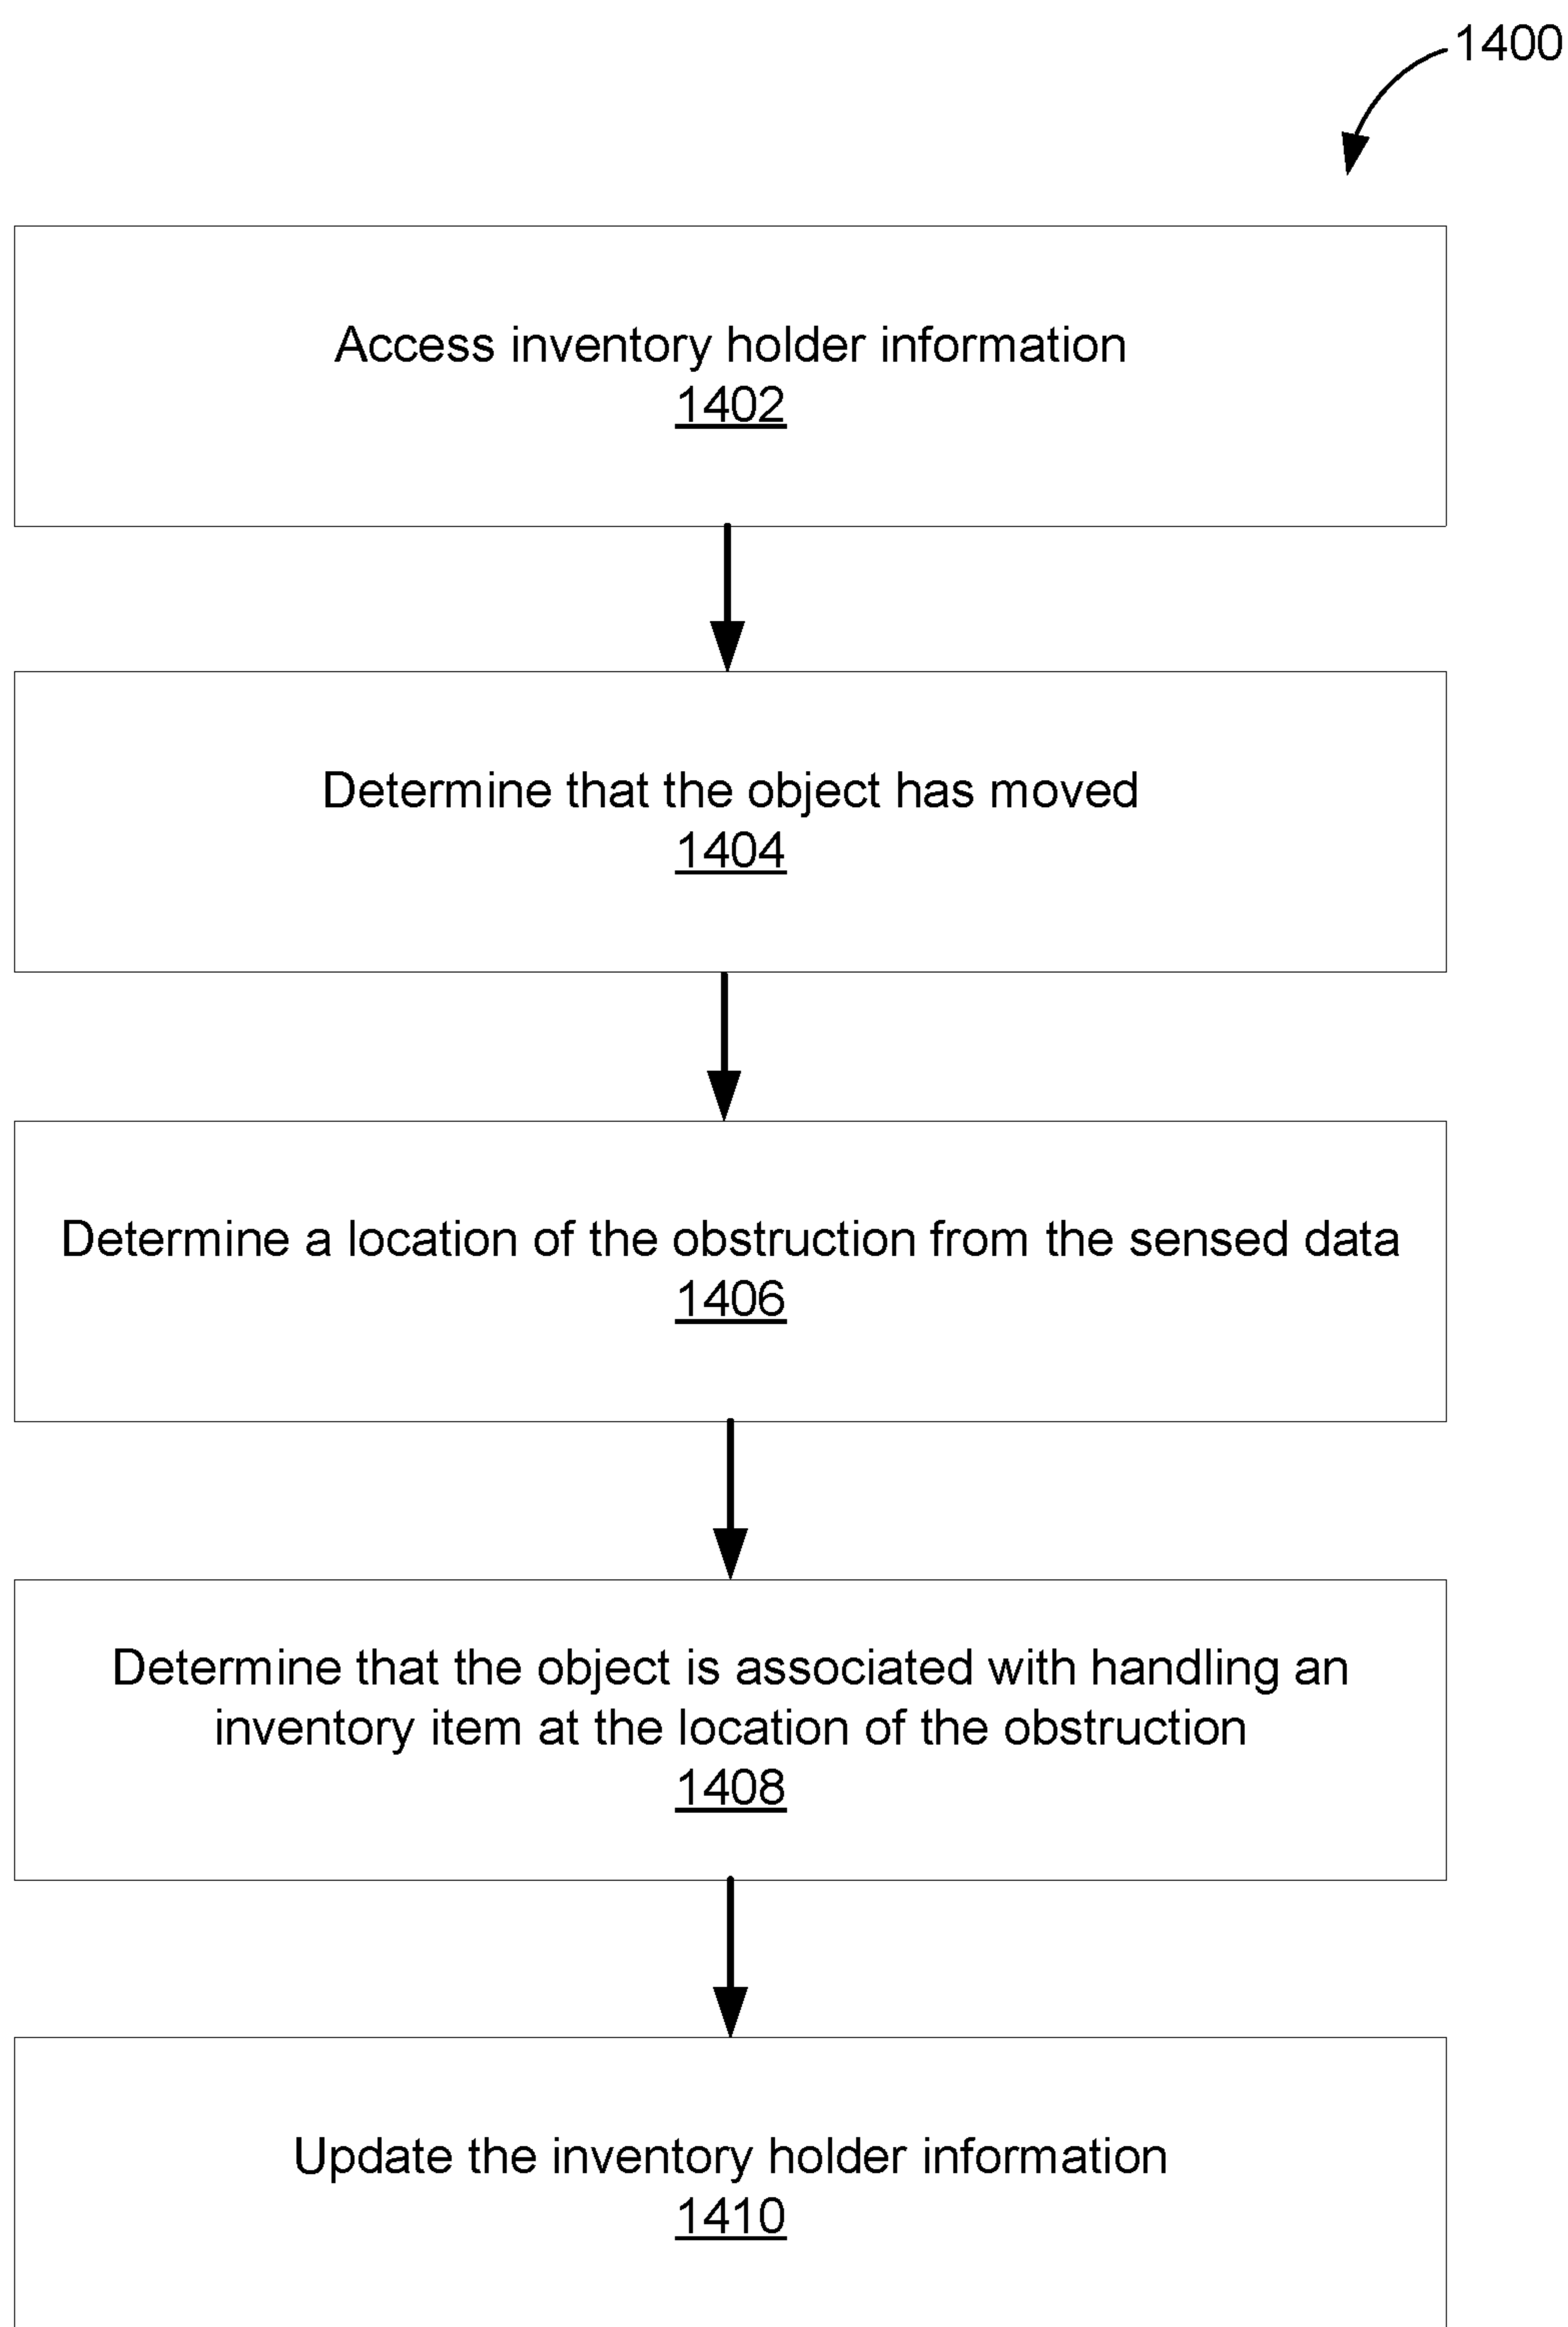 1400
Access inventory holder information
1402
Determine that the object has moved
1404
Determine a location of the obstruction from the sensed data
1406
Determine that the object is associated with handling an
inventory item at the location of the obstruction
1408
Update the inventory holder information
1410